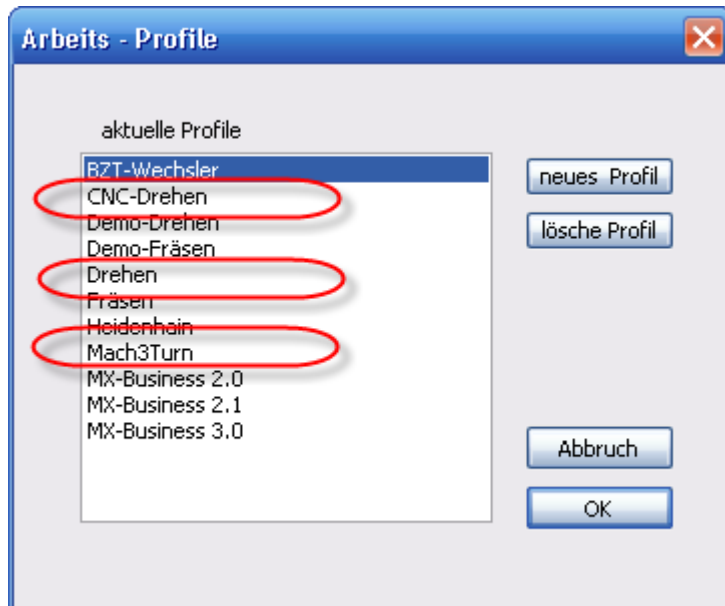 Arbeits - Profile
aktuelle Profile
BZT-Wechsler
CNC-Drehen
Demo-Drehen
Demo-Fräsen
Drehen
Fräsen
Heidenhain
Mach3Turn
MX-Business 2.0
MX-Business 2.1
MX-Business 3.0
neues Profil
lösche Profil
Abbruch
OK